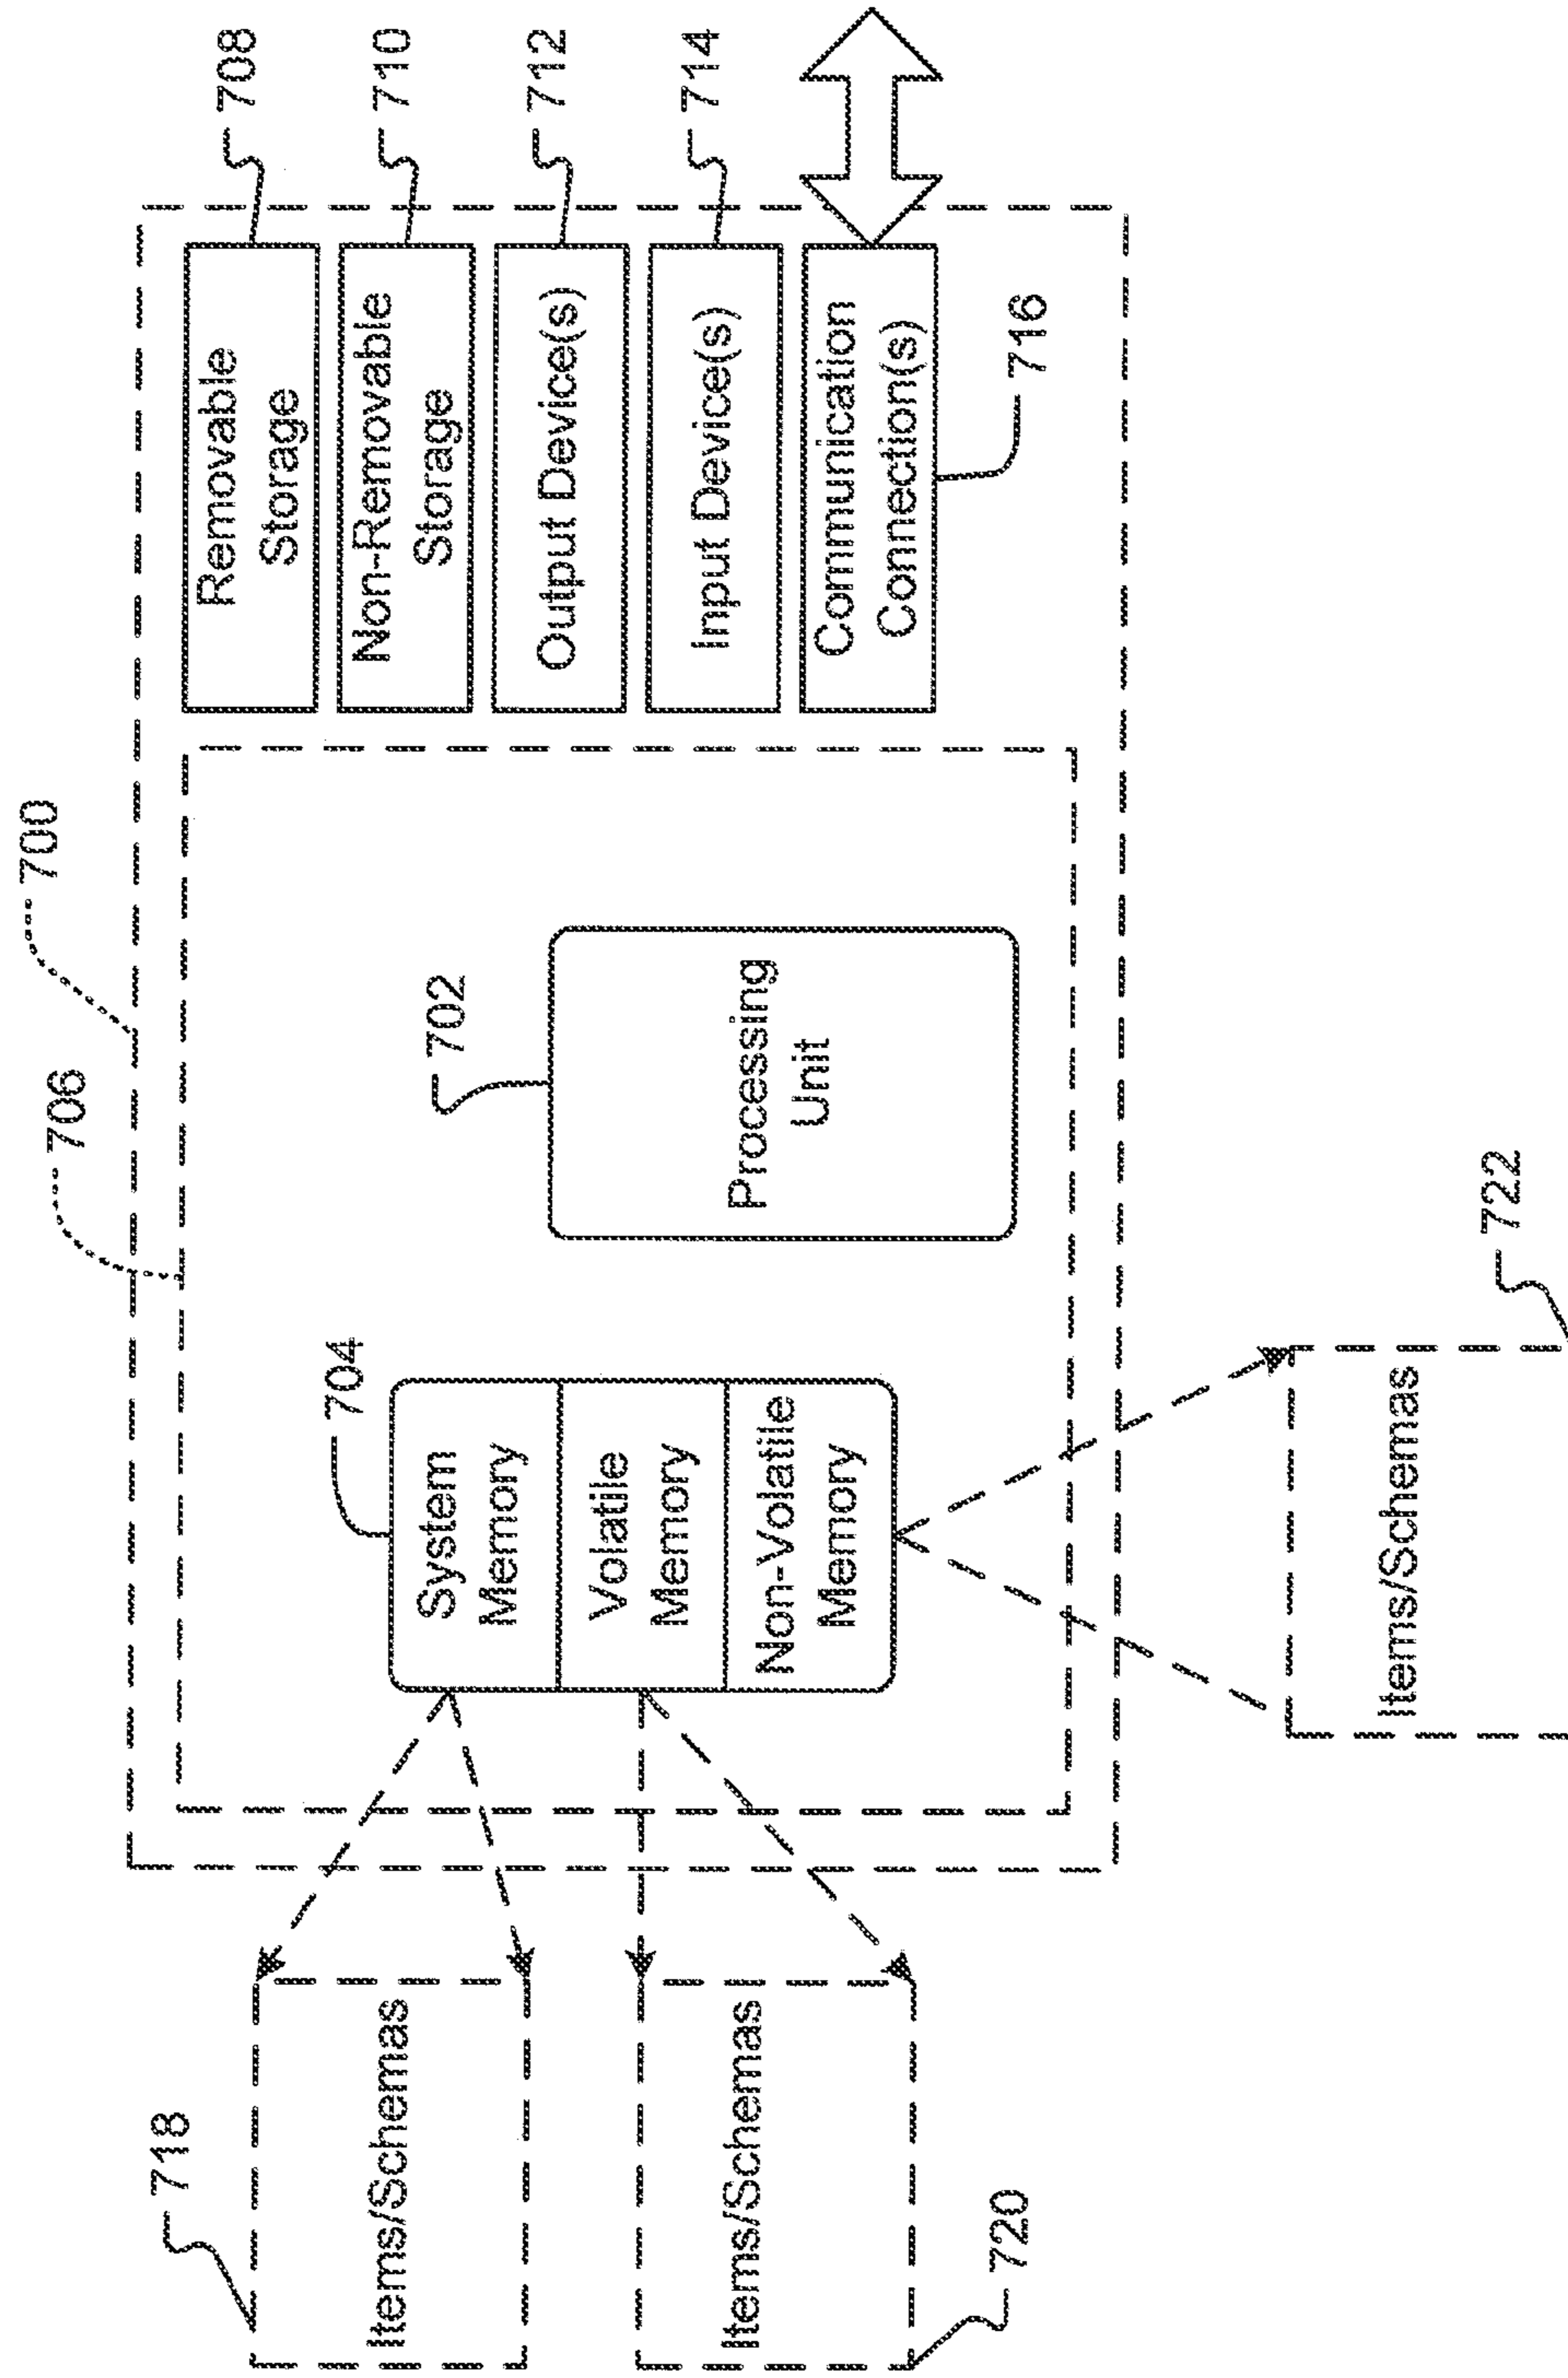 700
706
708
Removable
Storage
710
Non-Removable
Storage
712
Output Device(s)
714
Input Device(s)
Communication
Connection(s)
716
702
Processing
Unit
704
System
Memory
Volatile
Memory
Non-Volatile
Memory
718
Items/Schemas
Items/Schemas
720
Items/Schemas
722